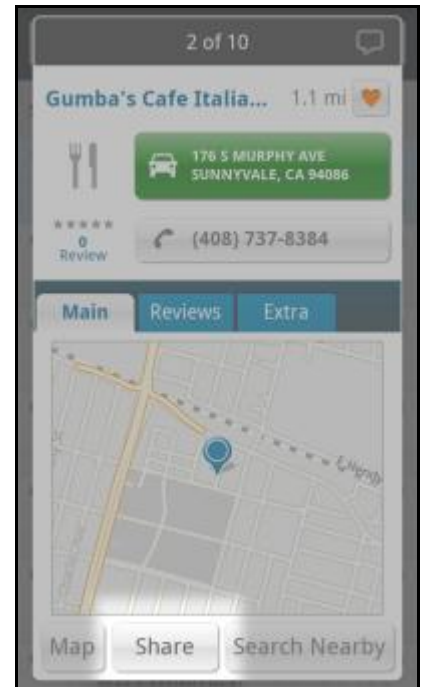 2 of 10
Gumba's Cafe Italia... 1.1 mi
176 S MURPHY AVE
SUNNYVALE, CA 94086
0
Review
(408) 737-8384
Main Reviews Extra
Map Share Search Nearby